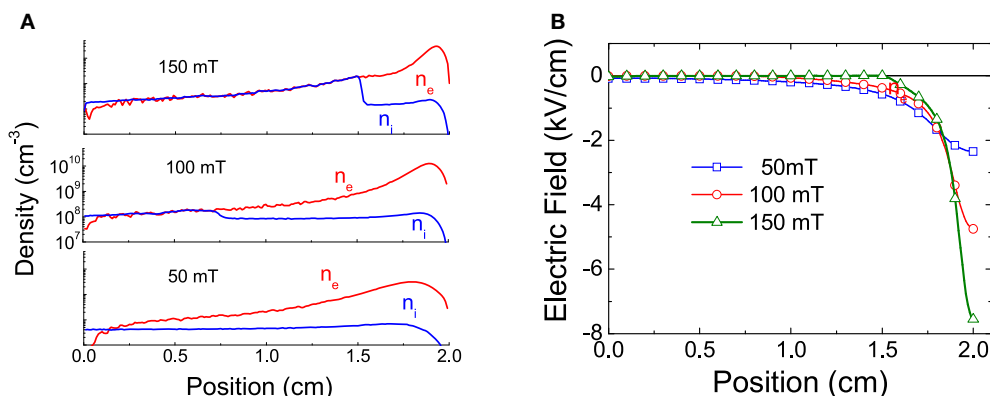 A
150 mT
n_e
n_i
10^10
10^9
10^8
10^7
100 mT
n_e
n_i
50 mT
n_e
n_i
Density (cm^-3)
0.0 0.5 1.0 1.5 2.0
Position (cm)
B
0
-2
-4
-6
-8
Electric Field (kV/cm)
50mT
100 mT
150 mT
0.0 0.5 1.0 1.5 2.0
Position (cm)